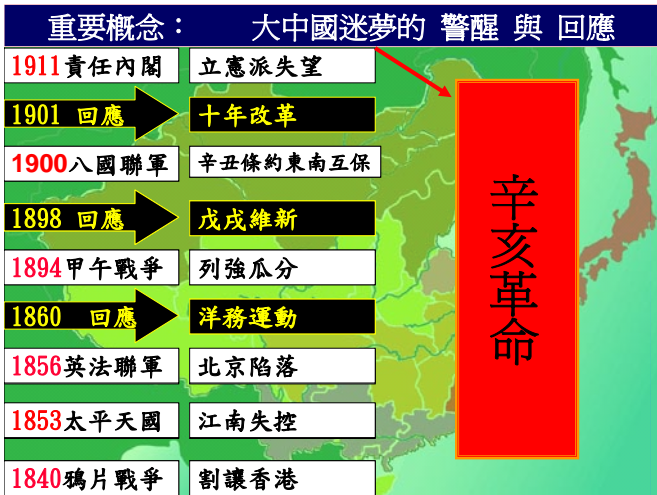 重要概念： 大中國迷夢的 警醒 與 回應
1911責任內閣 立憲派失望
1901 回應 十年改革
1900八國聯軍 辛丑條約東南互保
1898 回應 戊戌維新
1894甲午戰爭 列強瓜分
1860 回應 洋務運動
1856英法聯軍 北京陷落
1853太平天國 江南失控
1840鴉片戰爭 割讓香港
辛亥革命